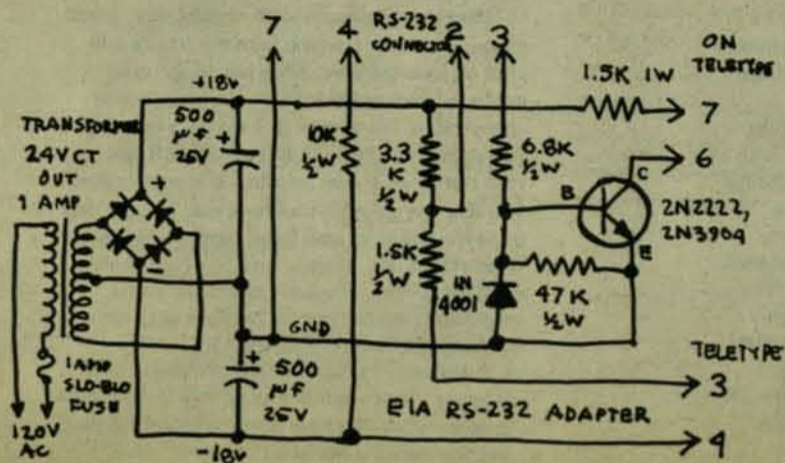 7 4 RS-232 CONNECTOR 2 3
ON TELETYPE
+18V
1.5K 1W
7
TRANSFORMER
24V CT
OUT
1 AMP
500
µf
25V
+
10K
½W
3.3
K
½W
6.8K
½W
6
C
B
E
2N2222,
2N3904
+
-
1.5K
½W
1N
4001
47K
½W
GND
1 AMP
SLO-BLO
FUSE
+
500
µf
25V
TELETYPE
3
EIA RS-232 ADAPTER
120V
AC
-18V
4